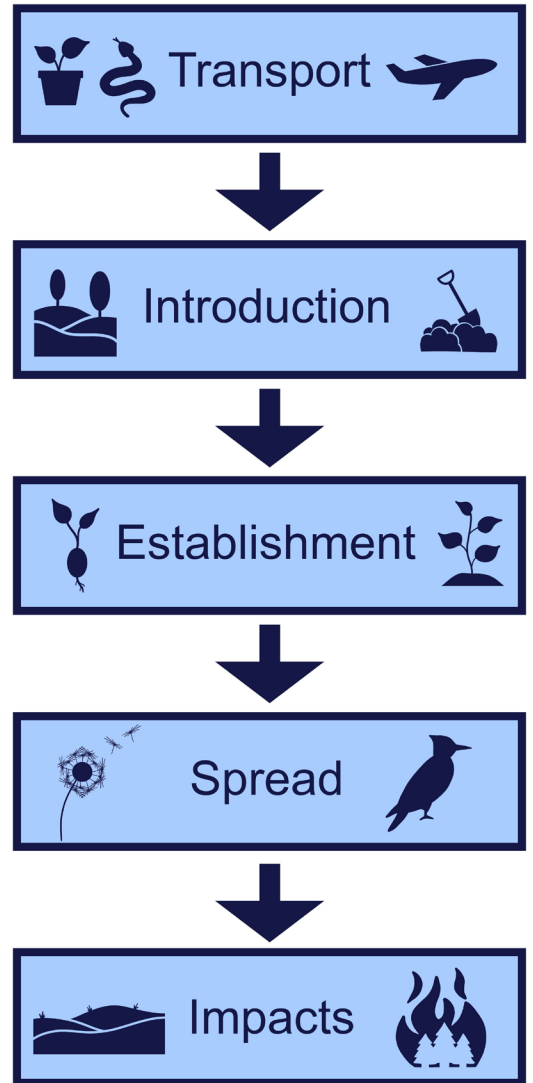 Transport
Introduction
Establishment
Spread
Impacts